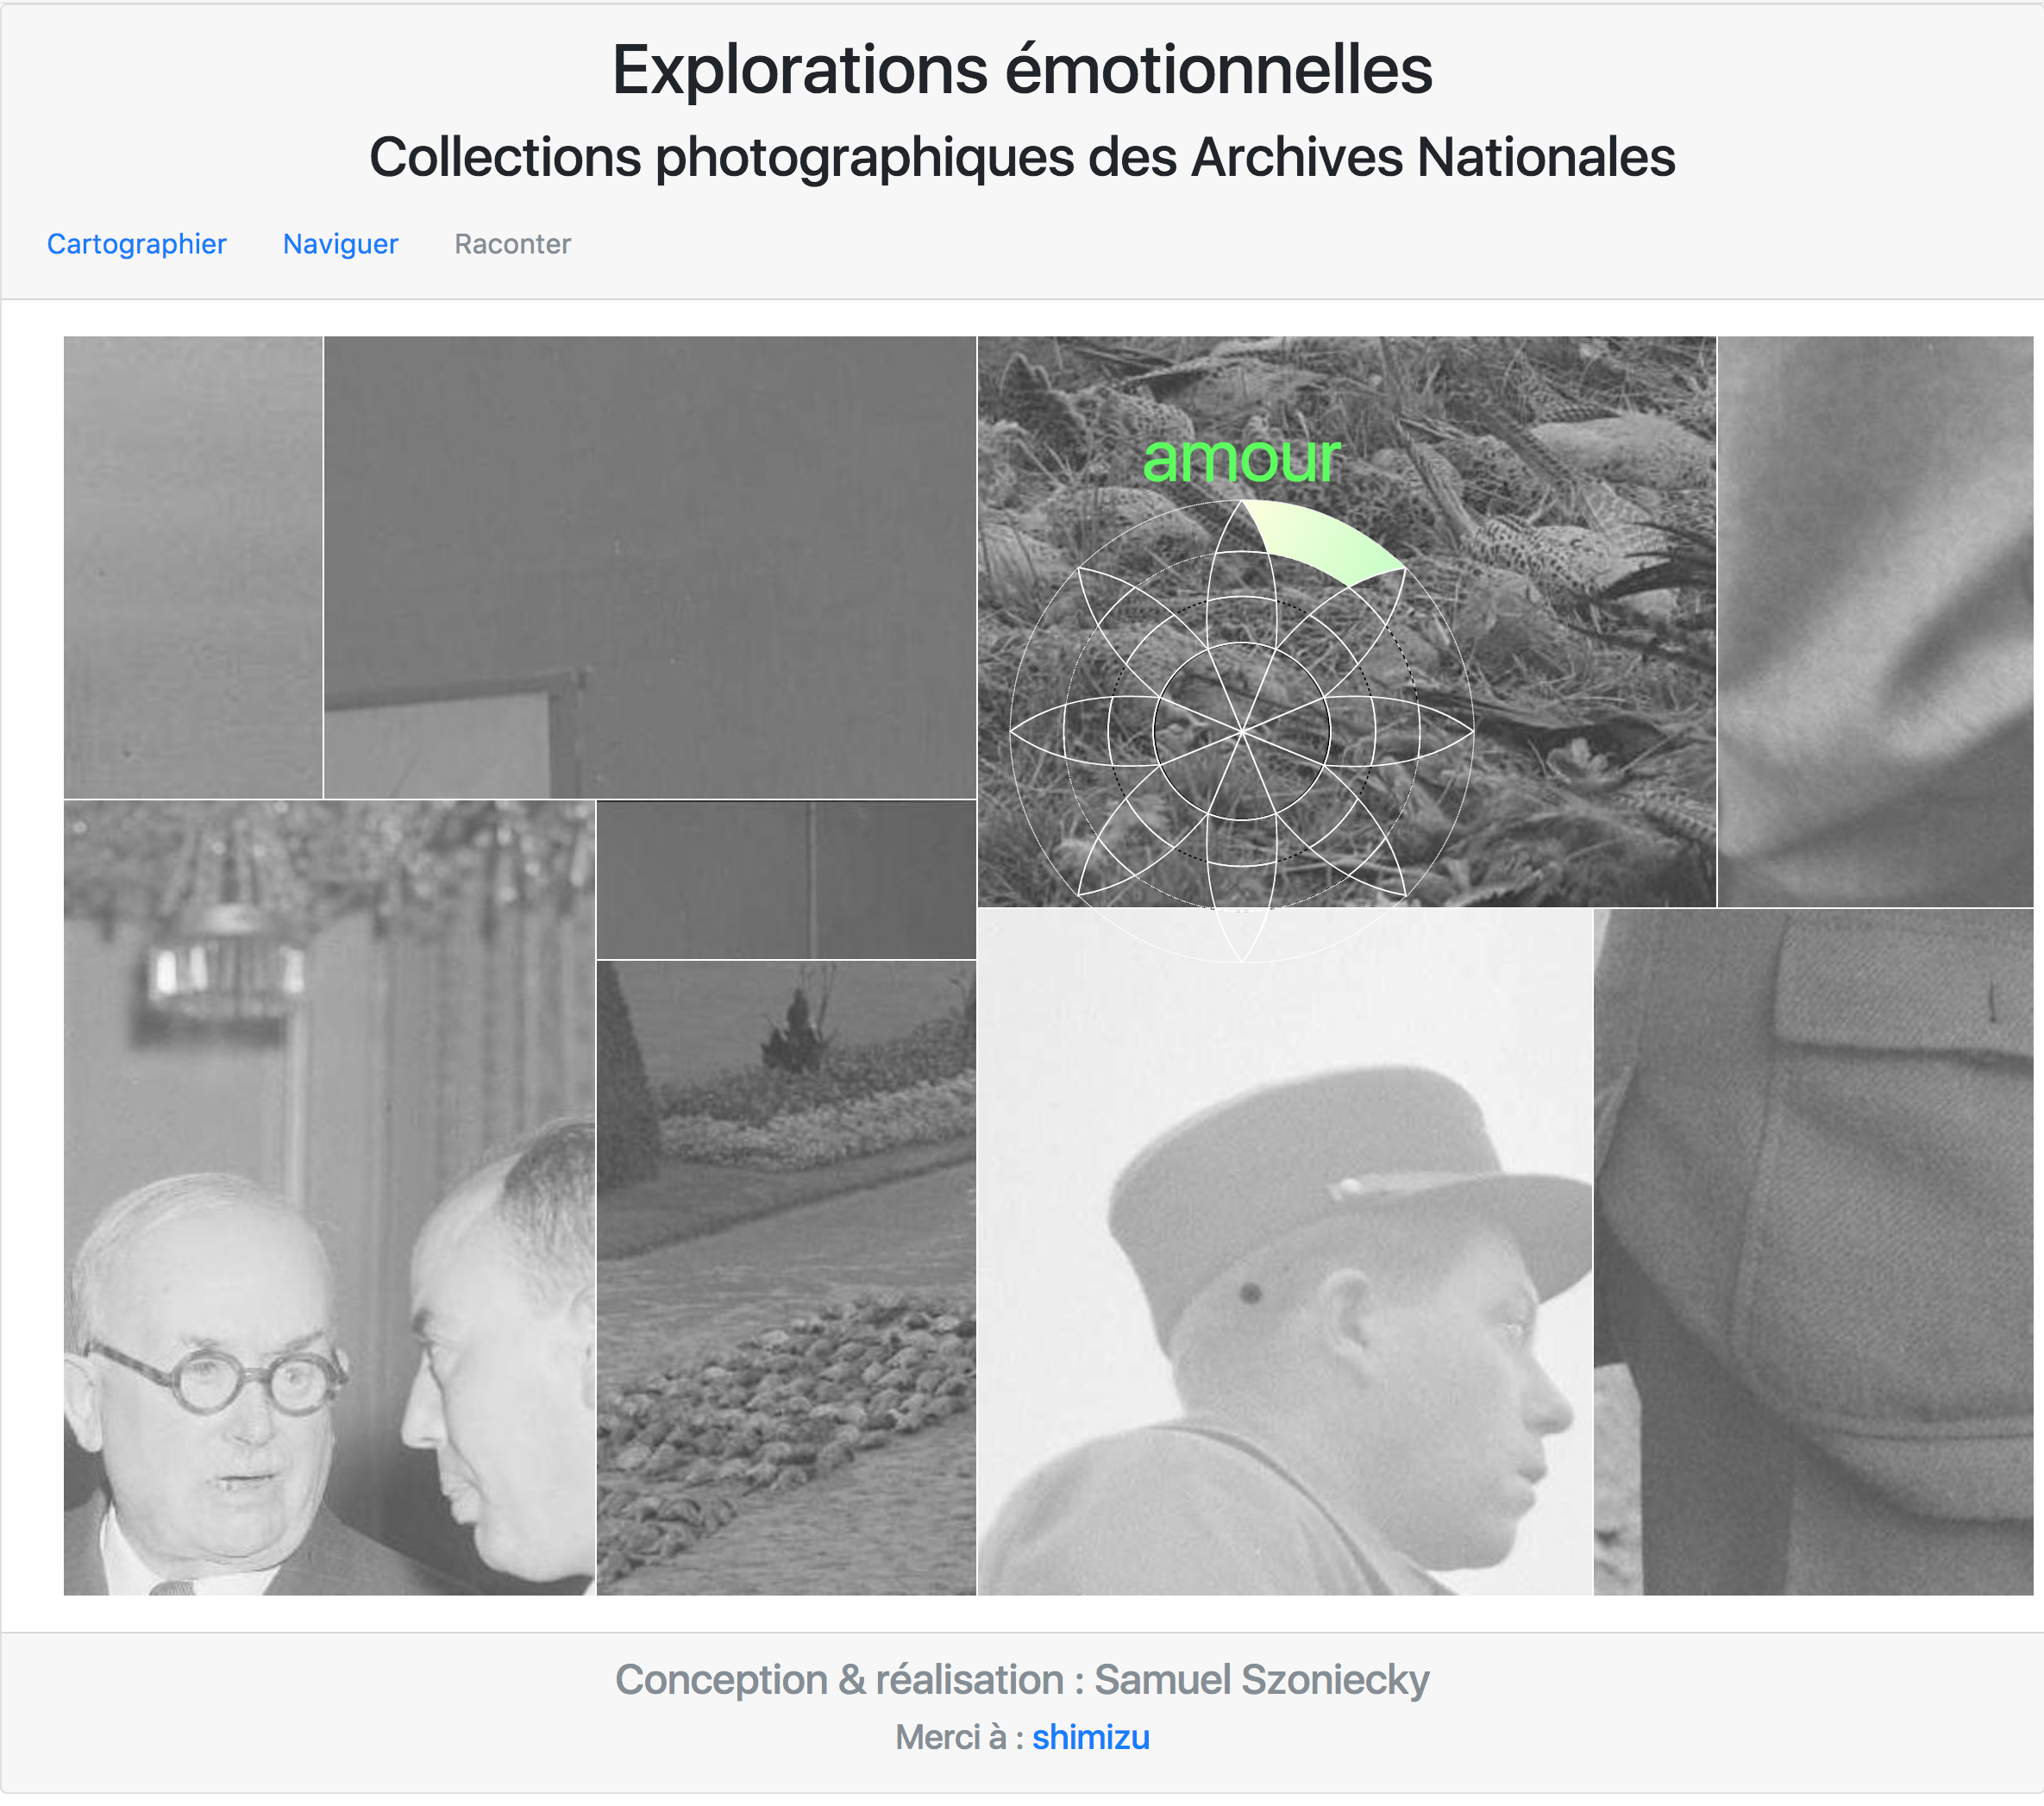 Explorations émotionnelles
Collections photographiques des Archives Nationales
Cartographier Naviguer Raconter
amour
Conception & réalisation : Samuel Szoniecky
Merci à : shimizu